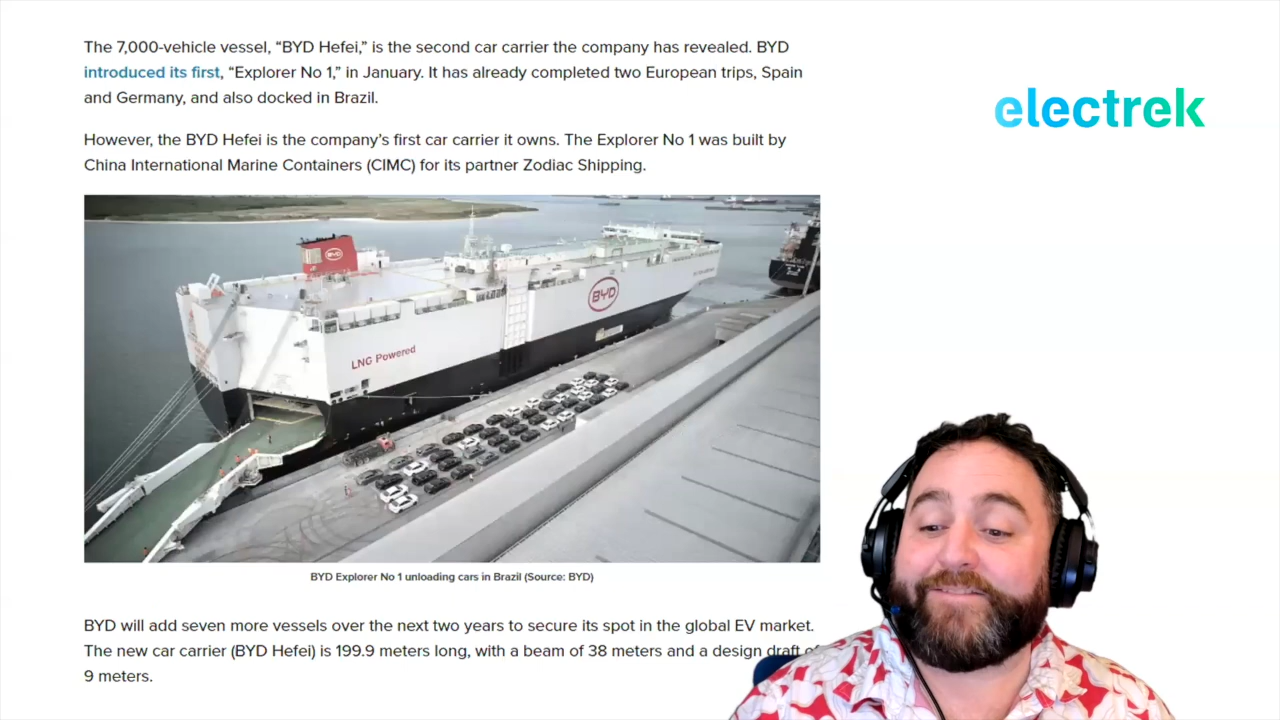 The 7,000-vehicle vessel, “BYD Hefei,” is the second car carrier the company has revealed. BYD
introduced its first, “Explorer No 1,” in January. It has already completed two European trips, Spain
and Germany, and also docked in Brazil.
electrek
However, the BYD Hefei is the company’s first car carrier it owns. The Explorer No 1 was built by
China International Marine Containers (CIMC) for its partner Zodiac Shipping.
BYD
BYD
LNG Powered
BYD Explorer No 1 unloading cars in Brazil (Source: BYD)
BYD will add seven more vessels over the next two years to secure its spot in the global EV market.
The new car carrier (BYD Hefei) is 199.9 meters long, with a beam of 38 meters and a design draft of
9 meters.